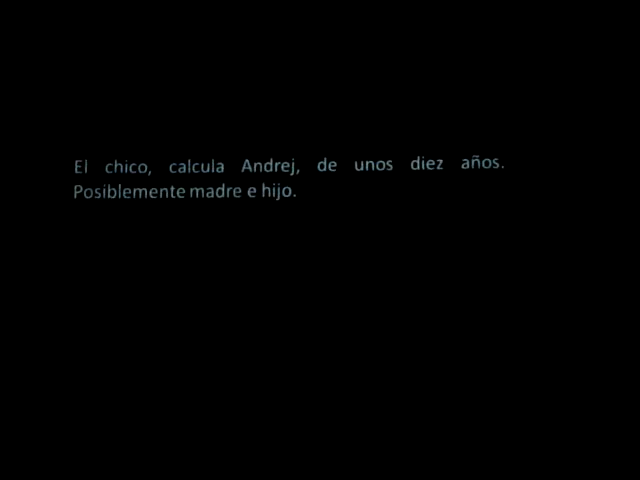 El chico, calcula Andrej, de unos diez años.
Posiblemente madre e hijo.